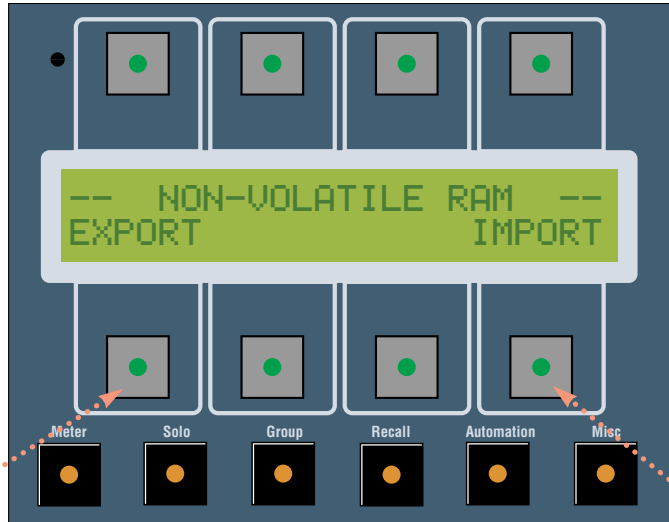 -- NON-VOLATILE RAM --
EXPORT IMPORT
Meter Solo Group Recall Automation Misc